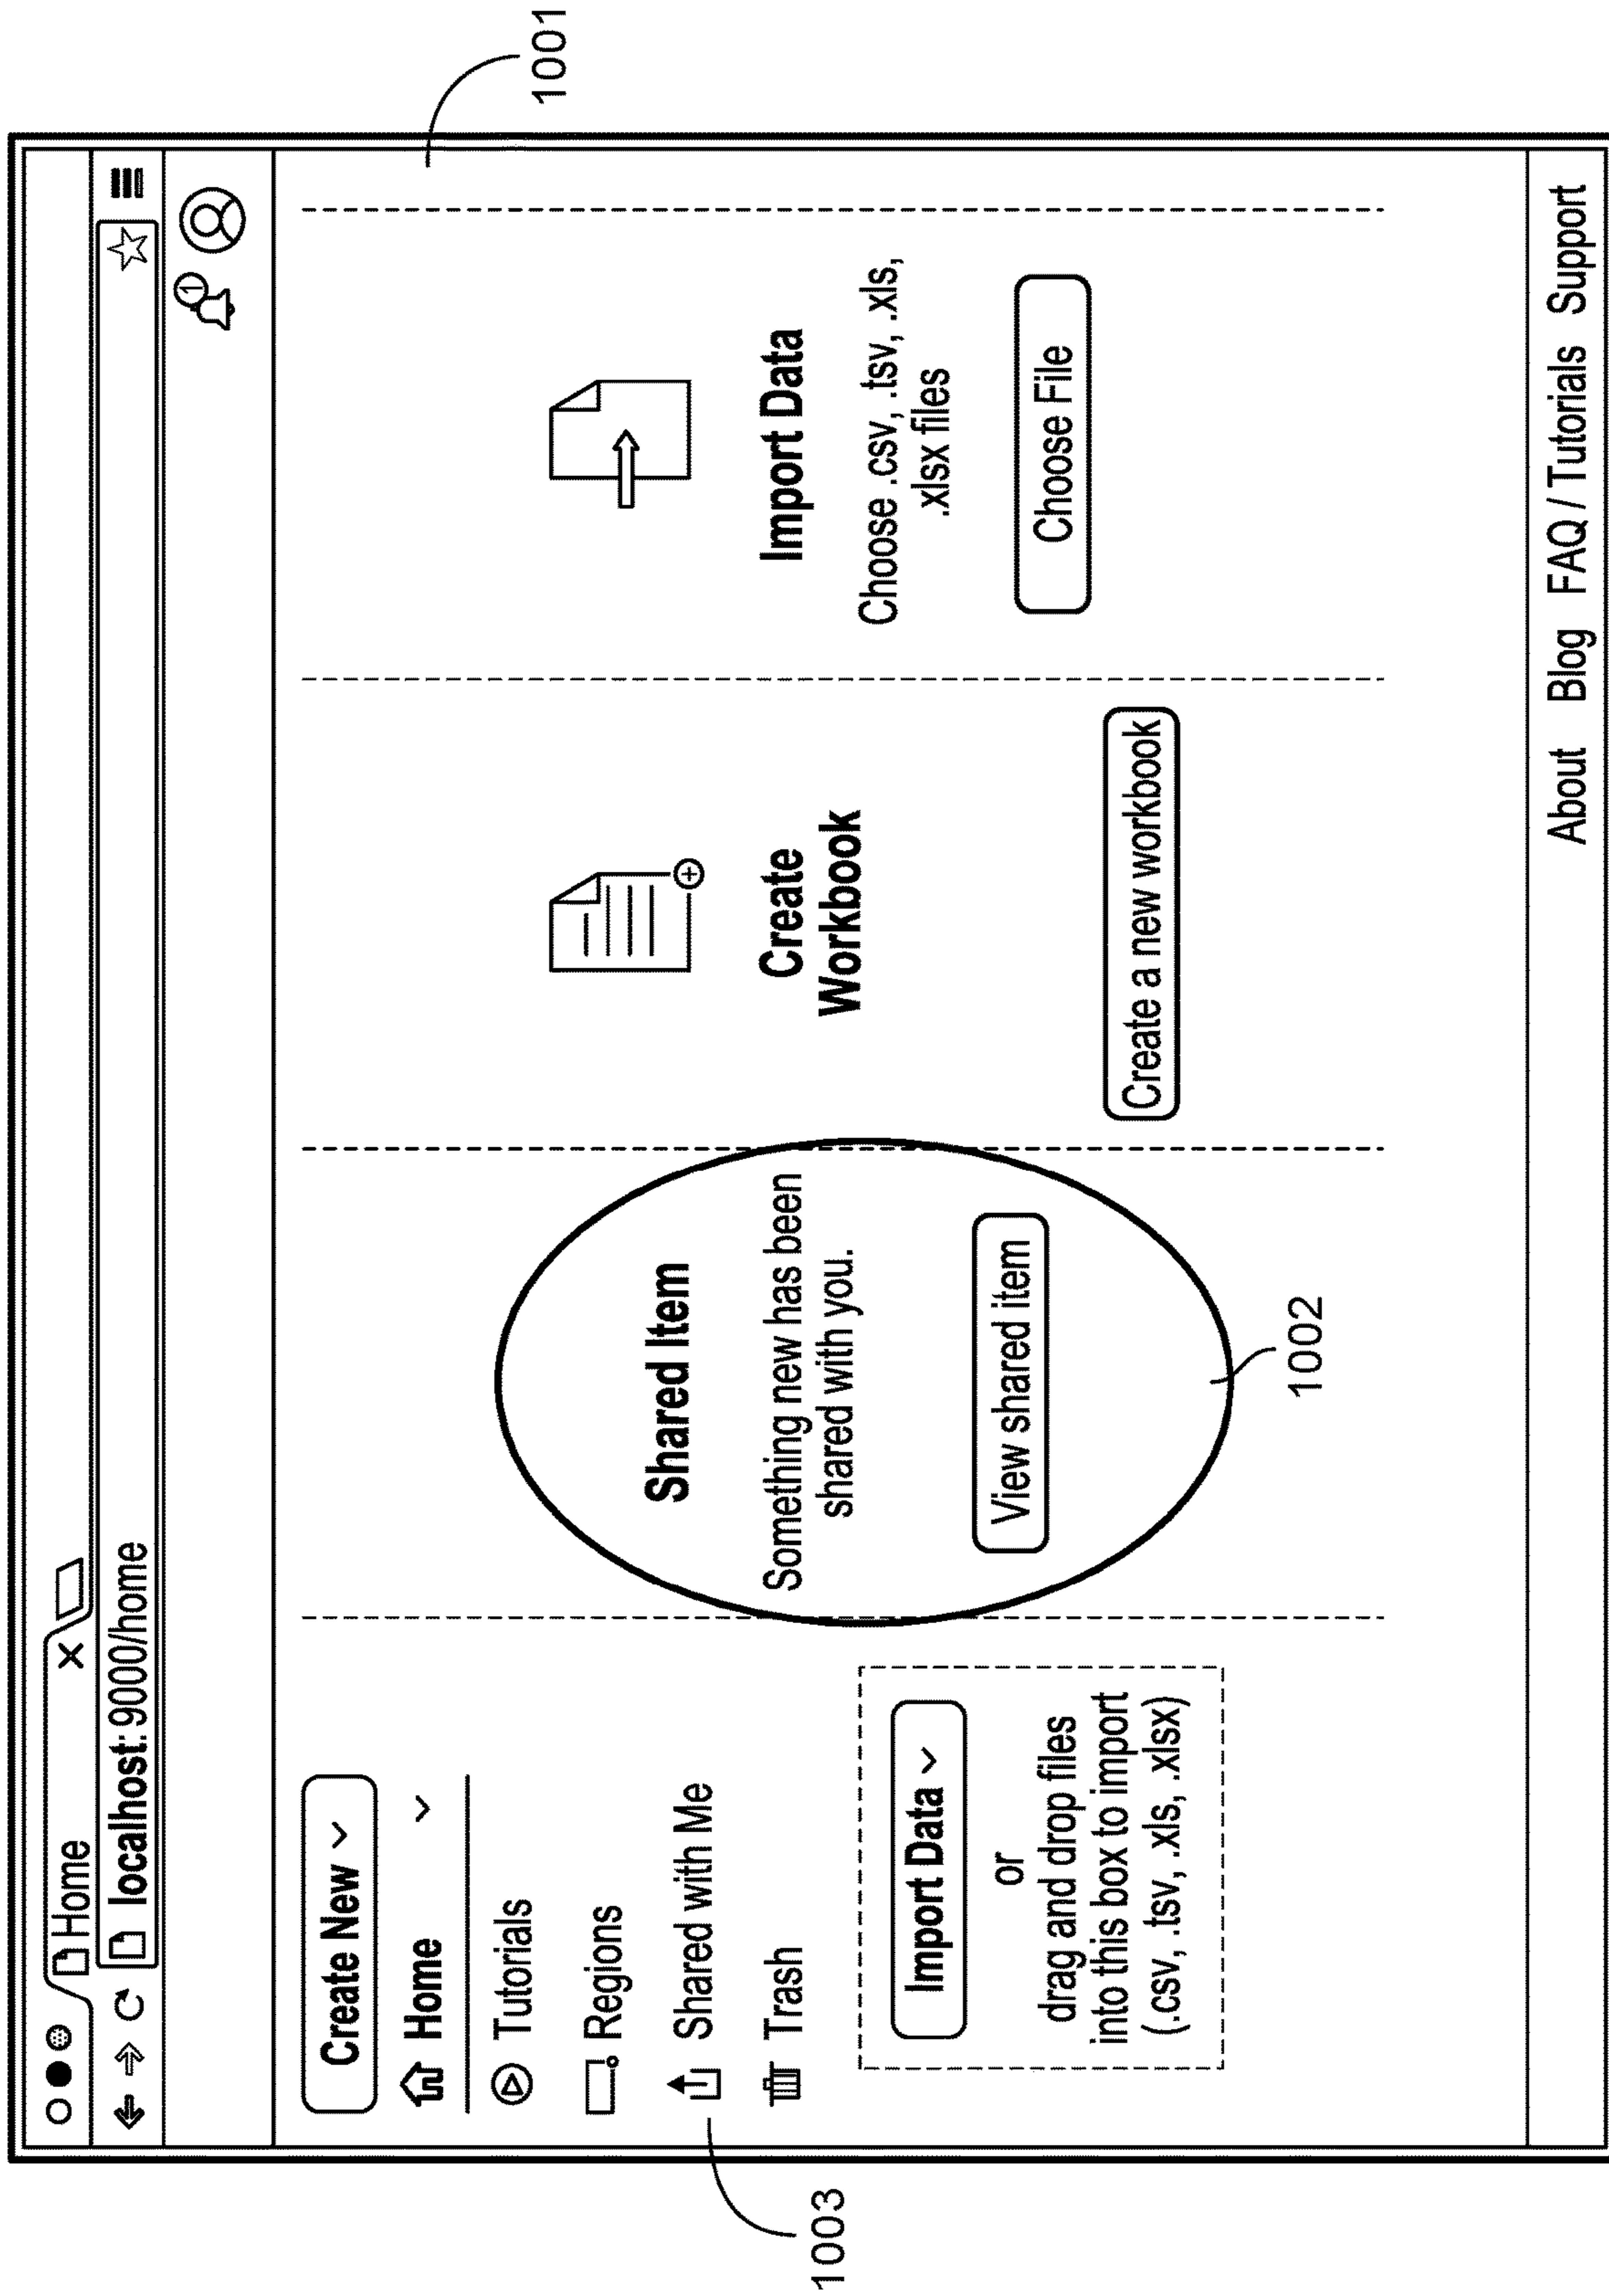 Home
localhost:9000/home
1
1001
Create New
Home
Tutorials
Regions
Shared with Me
Trash
1003
Import Data
or
drag and drop files
into this box to import
(.csv, .tsv, .xls, .xlsx)
Shared Item
Something new has been
shared with you.
View shared item
1002
Create
Workbook
Create a new workbook
Import Data
Choose .csv, .tsv, .xls,
.xlsx files
Choose File
About Blog FAQ / Tutorials Support